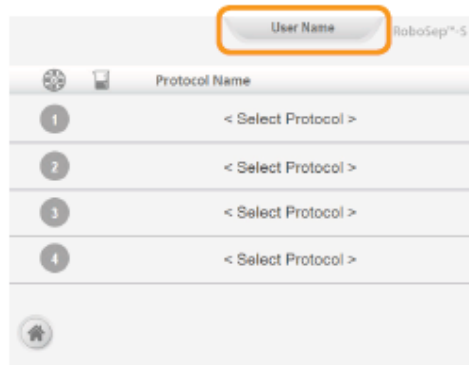 User Name
RoboSep™-S
Protocol Name
1 < Select Protocol >
2 < Select Protocol >
3 < Select Protocol >
4 < Select Protocol >